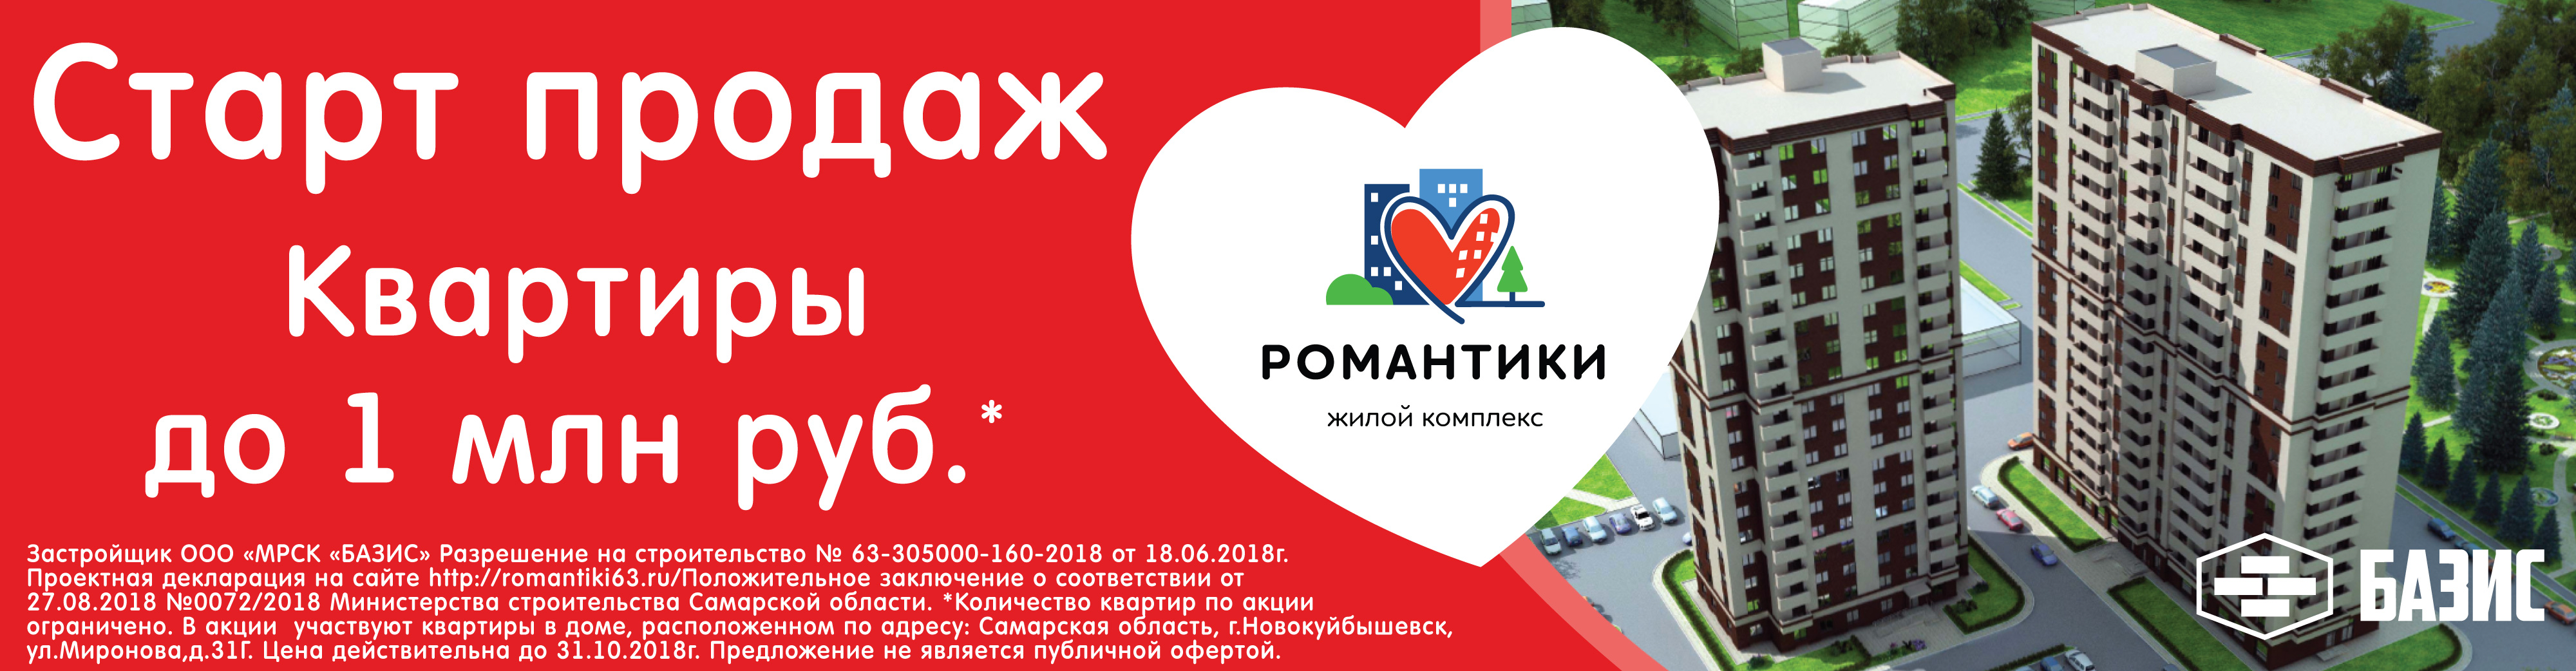 Старт продаж
Квартиры
до 1 млн руб.*
РОМАНТИКИ
жилой комплекс
Застройщик ООО «МРСК «БАЗИС» Разрешение на строительство № 63-305000-160-2018 от 18.06.2018г.
Проектная декларация на сайте http://romantiki63.ru/Положительное заключение о соответствии от
27.08.2018 №0072/2018 Министерства строительства Самарской области. *Количество квартир по акции
ограничено. В акции участвуют квартиры в доме, расположенном по адресу: Самарская область, г.Новокуйбышевск,
ул.Миронова,д.31Г. Цена действительна до 31.10.2018г. Предложение не является публичной офертой.
БАЗИС